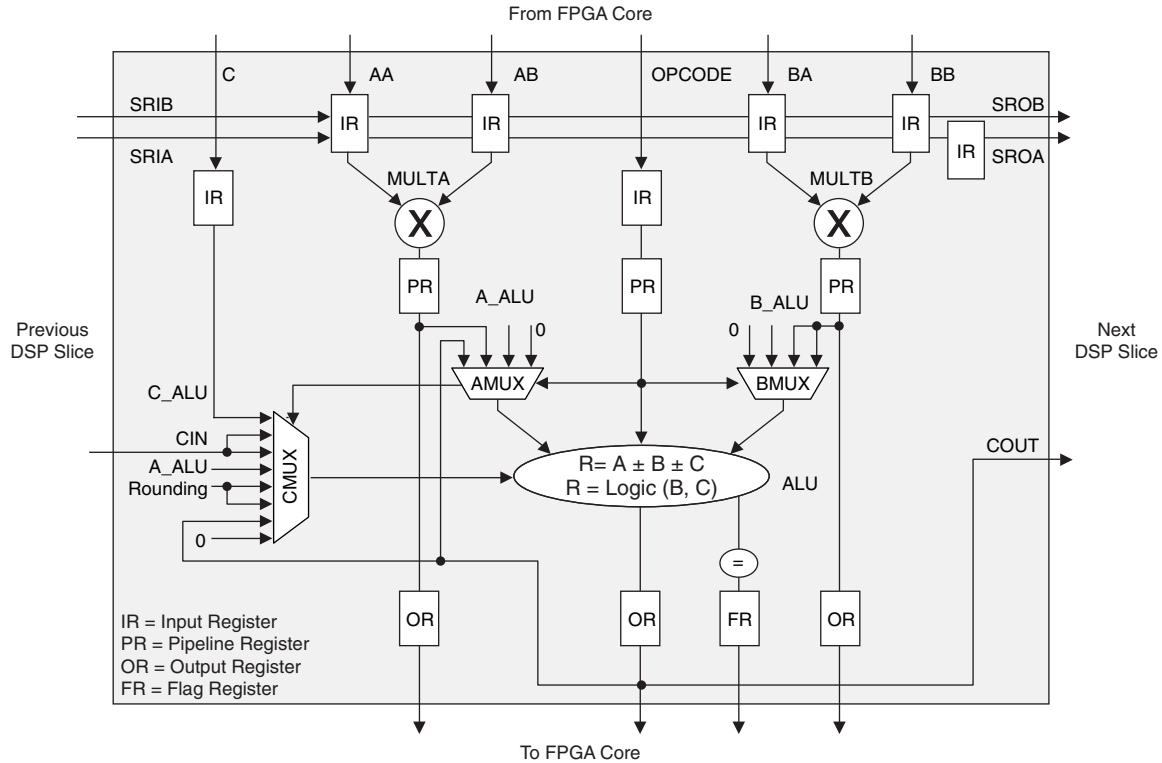 From FPGA Core
C
AA
AB
OPCODE
BA
BB
SRIB
SROB
IR
IR
IR
IR
IR
SRIA
SROA
IR
IR
MULTA
MULTB
X
X
PR
PR
PR
A_ALU
B_ALU
0
0
Previous
DSP Slice
Next
DSP Slice
AMUX
BMUX
C_ALU
CIN
A_ALU
Rounding
0
CMUX
R= A ± B ± C
R = Logic (B, C)
ALU
COUT
=
OR
OR
FR
OR
IR = Input Register
PR = Pipeline Register
OR = Output Register
FR = Flag Register
To FPGA Core